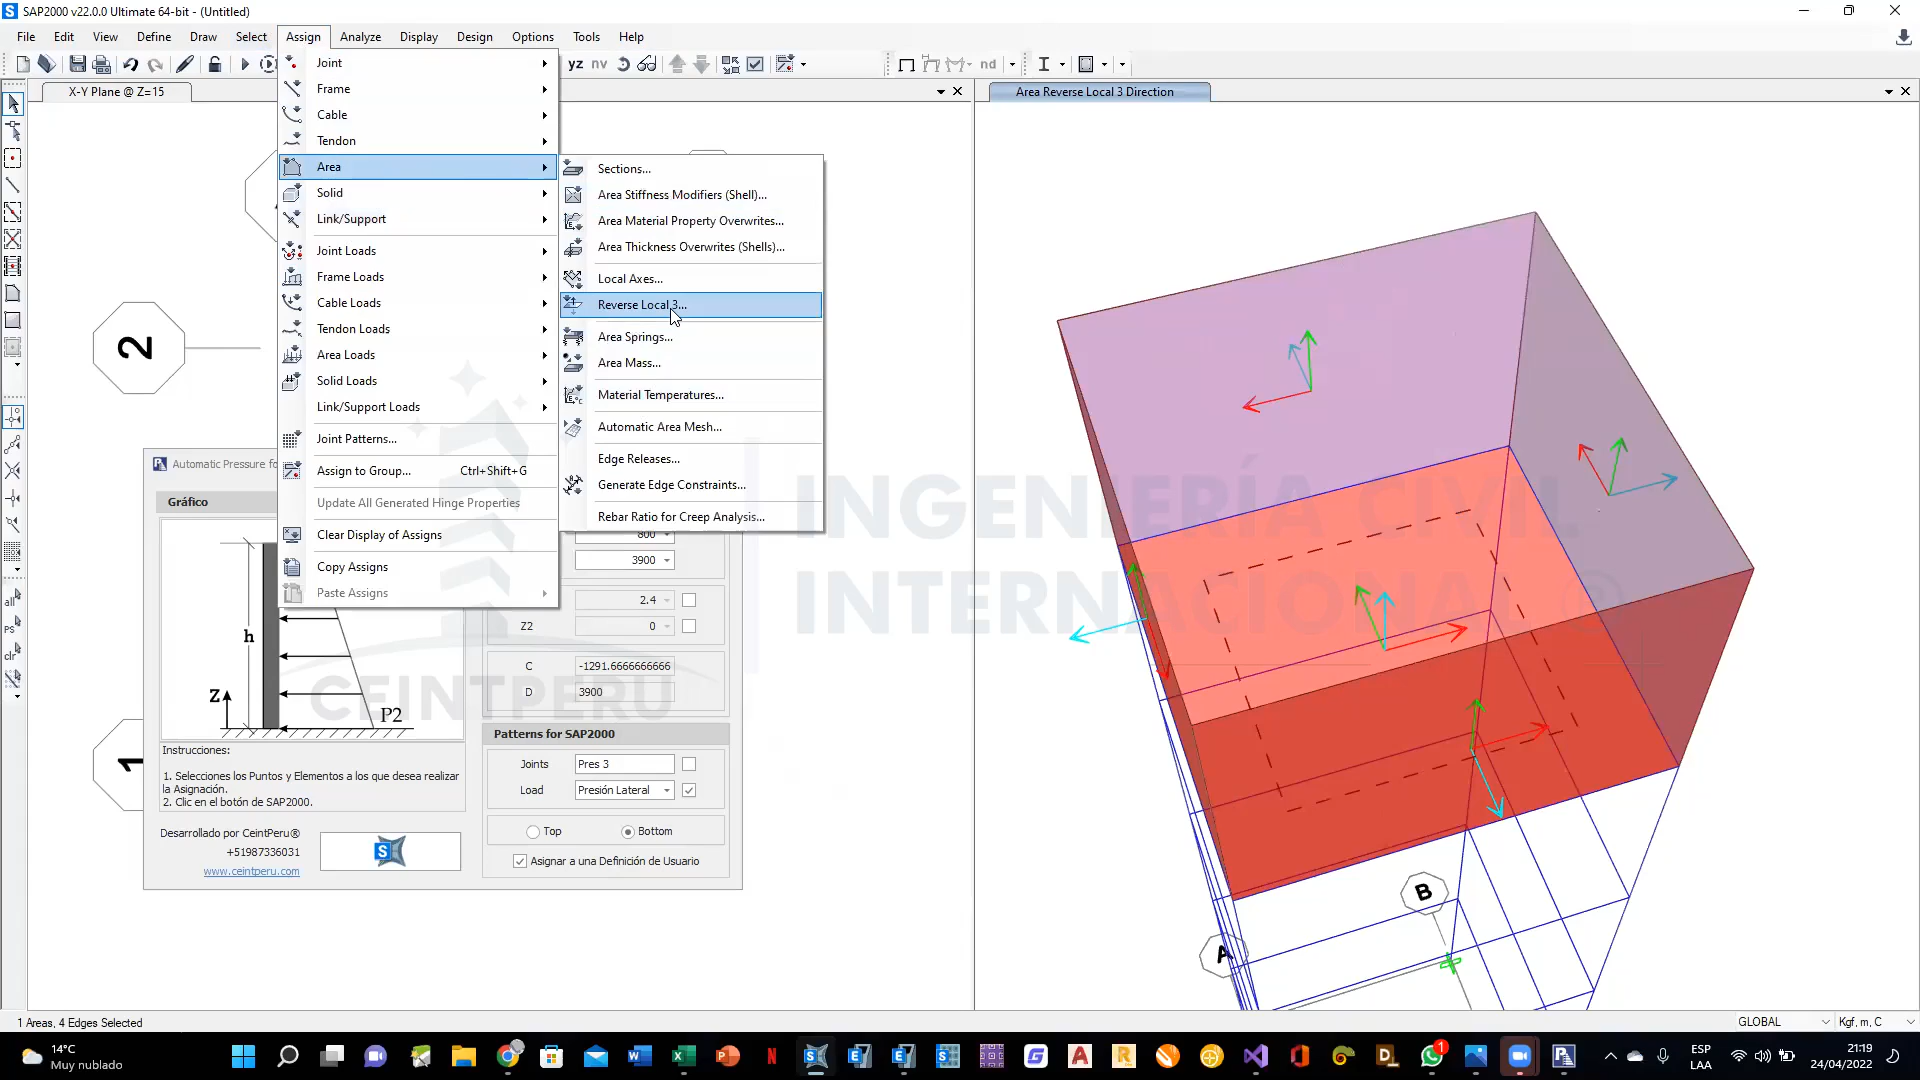 SAP2000 v22.0.0 Ultimate 64-bit - (Untitled)
File Edit View Define Draw Select Assign Analyze Display Design Options Tools Help
yz nv nd
X-Y Plane @ Z=15
Area Reverse Local 3 Direction
Joint
Frame
Cable
Tendon
Area
Solid
Link/Support
Joint Loads
Frame Loads
Cable Loads
Tendon Loads
Area Loads
Solid Loads
Link/Support Loads
Joint Patterns...
Assign to Group... Ctrl+Shift+G
Update All Generated Hinge Properties
Clear Display of Assigns
Copy Assigns
Paste Assigns
Sections...
Area Stiffness Modifiers (Shell)...
Area Material Property Overwrites...
Area Thickness Overwrites (Shells)...
Local Axes...
Reverse Local 3...
Area Springs...
Area Mass...
Material Temperatures...
Automatic Area Mesh...
Edge Releases...
Generate Edge Constraints...
Rebar Ratio for Creep Analysis...
2
1
all
PS
clr
Automatic Pressure fo
Gráfico
h
Z
P2
800
3900
2.4
Z2 0
C -1291.6666666666
D 3900
Patterns for SAP2000
Joints Pres 3
Load Presión Lateral
Top Bottom
Asignar a una Definición de Usuario
Instrucciones:
1. Selecciones los Puntos y Elementos a los que desea realizar
la Asignación.
2. Clic en el botón de SAP2000.
Desarrollado por CeintPeru®
+51987336031
www.ceintperu.com
INGENIERÍA CIVIL
INTERNACIONAL ®
CEINTPERU
B
A
1 Areas, 4 Edges Selected
GLOBAL
Kgf, m, C
14°C
Muy nublado
1
ESP
LAA
21:19
24/04/2022